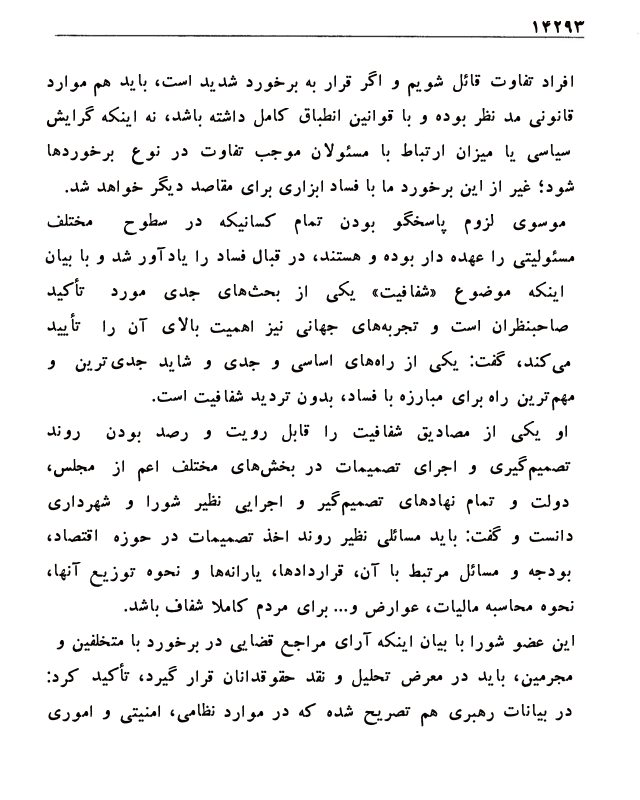 ۱۴۲۹۳
افراد تفاوت قائل شویم و اگر قرار به برخورد شدید است، باید هم موارد
قانونی مد نظر بوده و با قوانین انطباق کامل داشته باشد، نه اینکه گرایش
سیاسی یا میزان ارتباط با مسئولان موجب تفاوت در نوع برخوردها
شود؛ غیر از این برخورد ما با فساد ابزاری برای مقاصد دیگر خواهد شد.
موسوی لزوم پاسخگو بودن تمام کسانیکه در سطوح مختلف
مسئولیتی را عهده دار بوده و هستند، در قبال فساد را یادآور شد و با بیان
اینکه موضوع «شفافیت» یکی از بحث‌های جدی مورد تأکید
صاحبنظران است و تجربه‌های جهانی نیز اهمیت بالای آن را تأیید
می‌کند، گفت: یکی از راه‌های اساسی و جدی و شاید جدی‌ترین و
مهم‌ترین راه برای مبارزه با فساد، بدون تردید شفافیت است.
او یکی از مصادیق شفافیت را قابل رویت و رصد بودن روند
تصمیم‌گیری و اجرای تصمیمات در بخش‌های مختلف اعم از مجلس،
دولت و تمام نهادهای تصمیم‌گیر و اجرایی نظیر شورا و شهرداری
دانست و گفت: باید مسائلی نظیر روند اخذ تصمیمات در حوزه اقتصاد،
بودجه و مسائل مرتبط با آن، قراردادها، یارانه‌ها و نحوه توزیع آنها،
نحوه محاسبه مالیات، عوارض و... برای مردم کاملا شفاف باشد.
این عضو شورا با بیان اینکه آرای مراجع قضایی در برخورد با متخلفین و
مجرمین، باید در معرض تحلیل و نقد حقوقدانان قرار گیرد، تأکید کرد:
در بیانات رهبری هم تصریح شده که در موارد نظامی، امنیتی و اموری